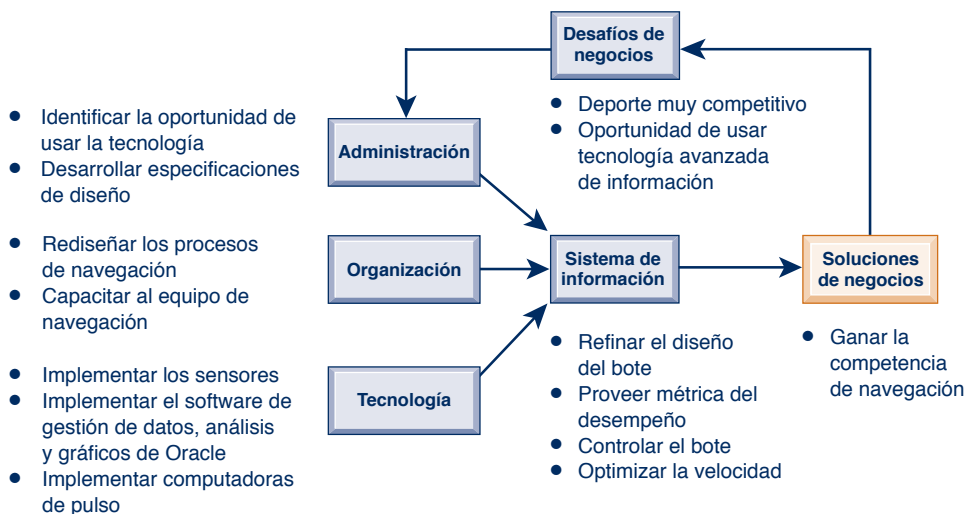 Desafíos de
negocios
Deporte muy competitivo
Oportunidad de usar
tecnología avanzada
de información
Identificar la oportunidad de
usar la tecnología
Desarrollar especificaciones
de diseño
Administración
Rediseñar los procesos
de navegación
Capacitar al equipo de
navegación
Organización
Sistema de
información
Soluciones
de negocios
Implementar los sensores
Implementar el software de
gestión de datos, análisis
y gráficos de Oracle
Implementar computadoras
de pulso
Tecnología
Refinar el diseño
del bote
Proveer métrica del
desempeño
Controlar el bote
Optimizar la velocidad
Ganar la
competencia
de navegación